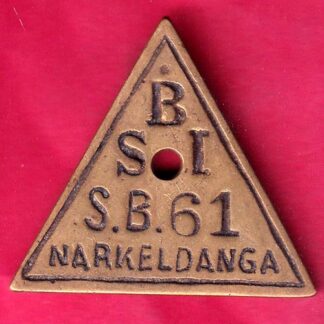 B
S I
S.B.61
NARKELDANGA